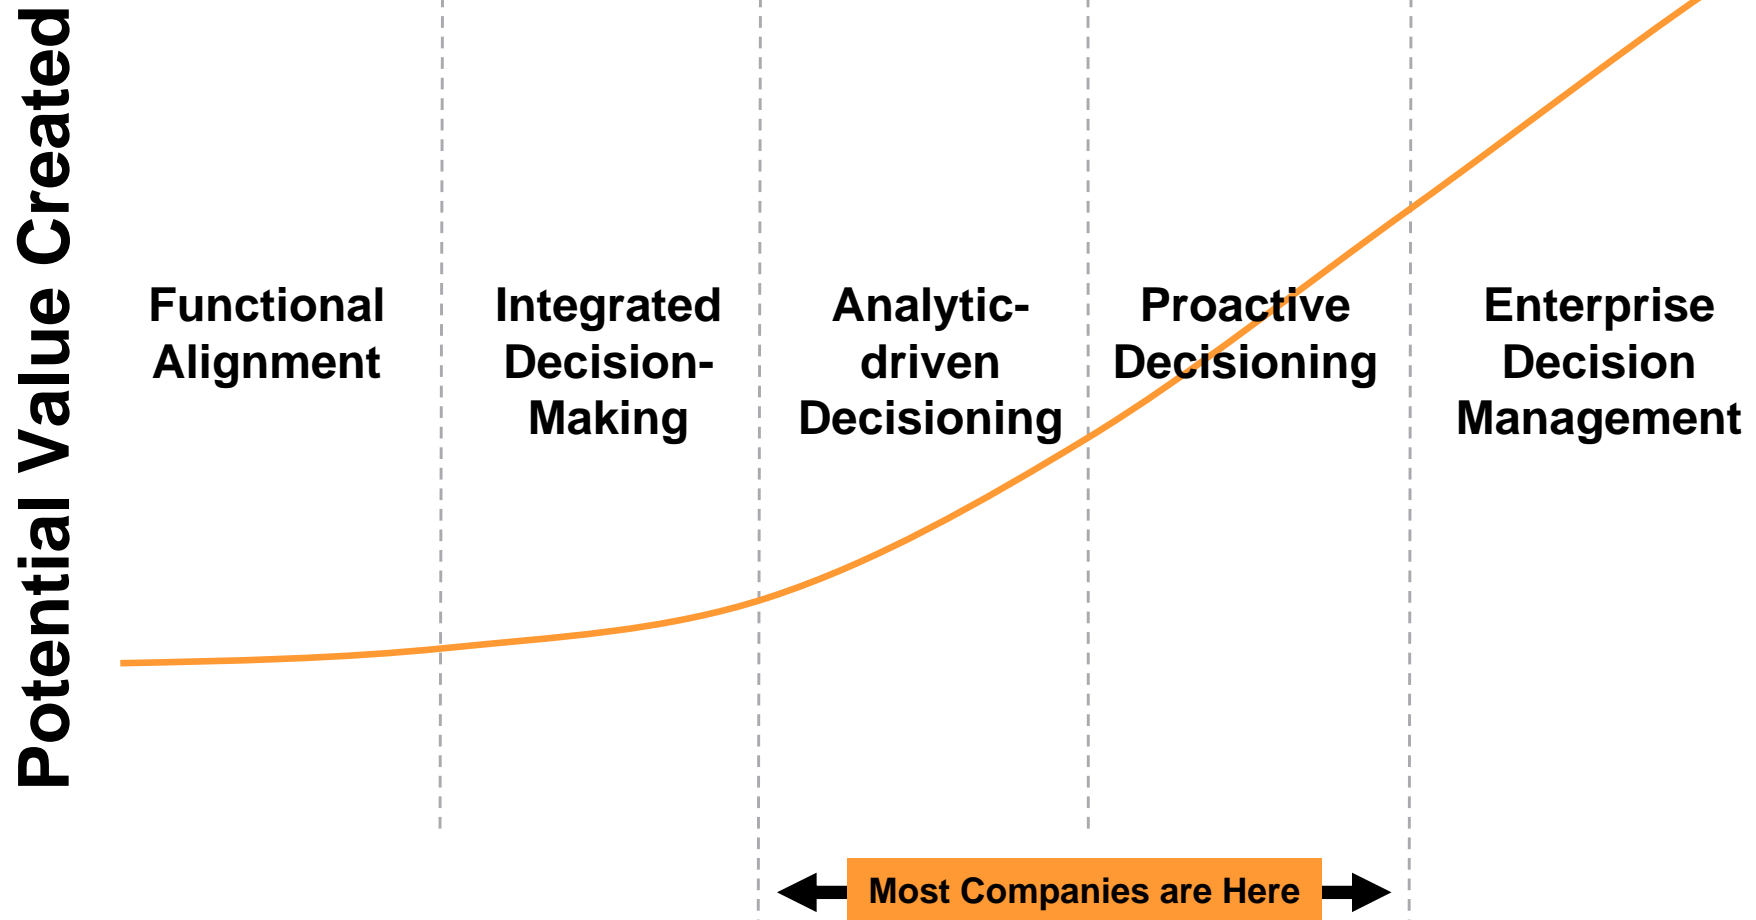 Potential Value Created
Functional
Alignment
Integrated
Decision-
Making
Analytic-
driven
Decisioning
Proactive
Decisioning
Enterprise
Decision
Management
Most Companies are Here